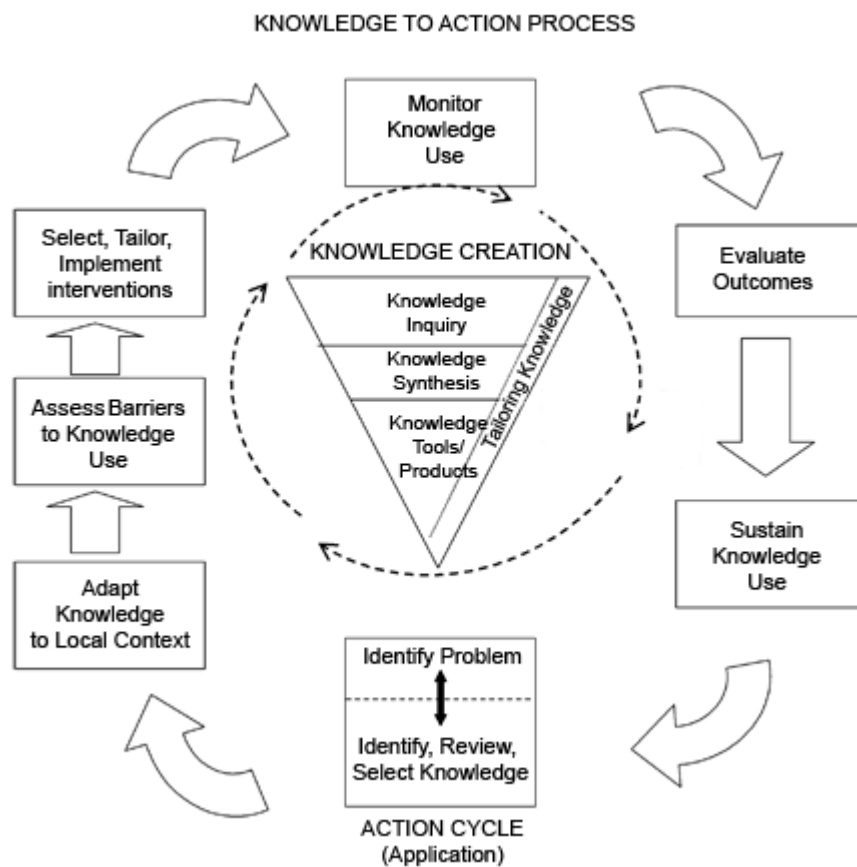 KNOWLEDGE TO ACTION PROCESS
Monitor
Knowledge
Use
Select, Tailor,
Implement
interventions
Evaluate
Outcomes
KNOWLEDGE CREATION
Knowledge
Inquiry
Knowledge
Synthesis
Knowledge
Tools/
Products
Tailoring Knowledge
Assess Barriers
to Knowledge
Use
Sustain
Knowledge
Use
Adapt
Knowledge
to Local Context
Identify Problem
Identify, Review,
Select Knowledge
ACTION CYCLE
(Application)